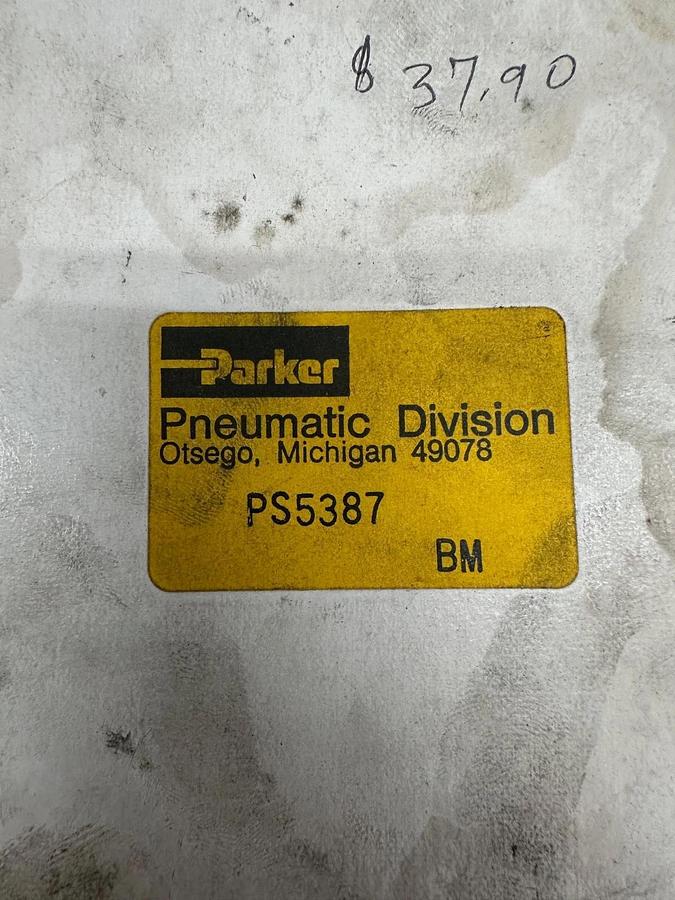 $ 37.90
Parker
Pneumatic Division
Otsego, Michigan 49078
PS5387
BM